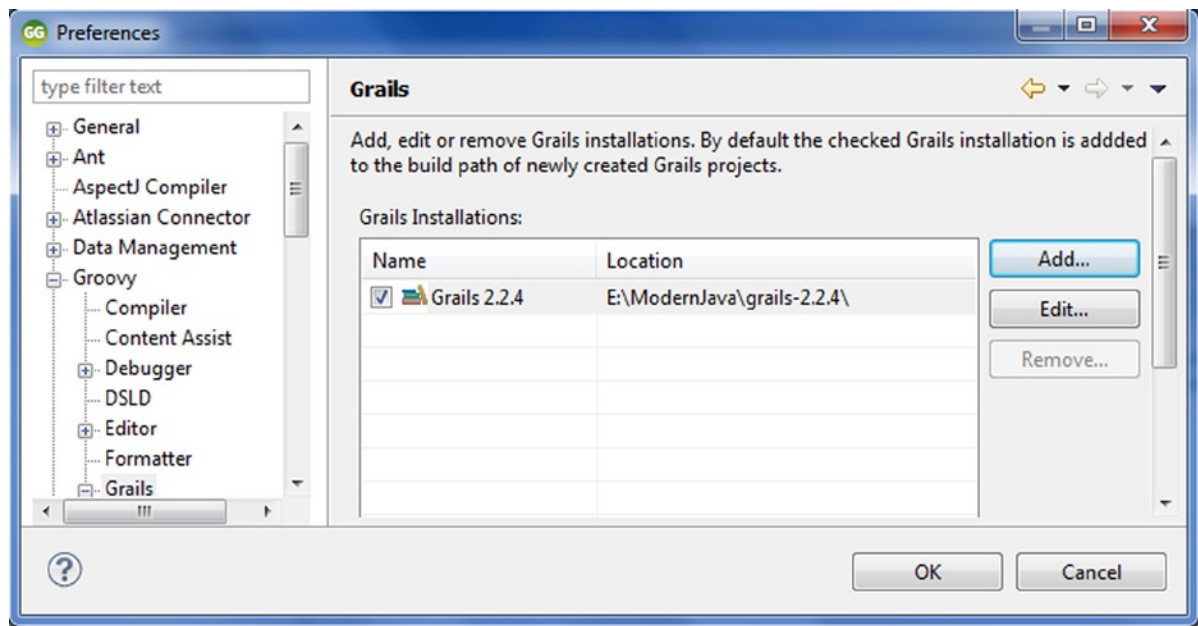 GG Preferences
type filter text
General
Ant
AspectJ Compiler
Atlassian Connector
Data Management
Groovy
Compiler
Content Assist
Debugger
DSLD
Editor
Formatter
Grails
Grails
Add, edit or remove Grails installations. By default the checked Grails installation is addded
to the build path of newly created Grails projects.
Grails Installations:
Name Location
Grails 2.2.4 E:\ModernJava\grails-2.2.4\
Add...
Edit...
Remove...
OK Cancel